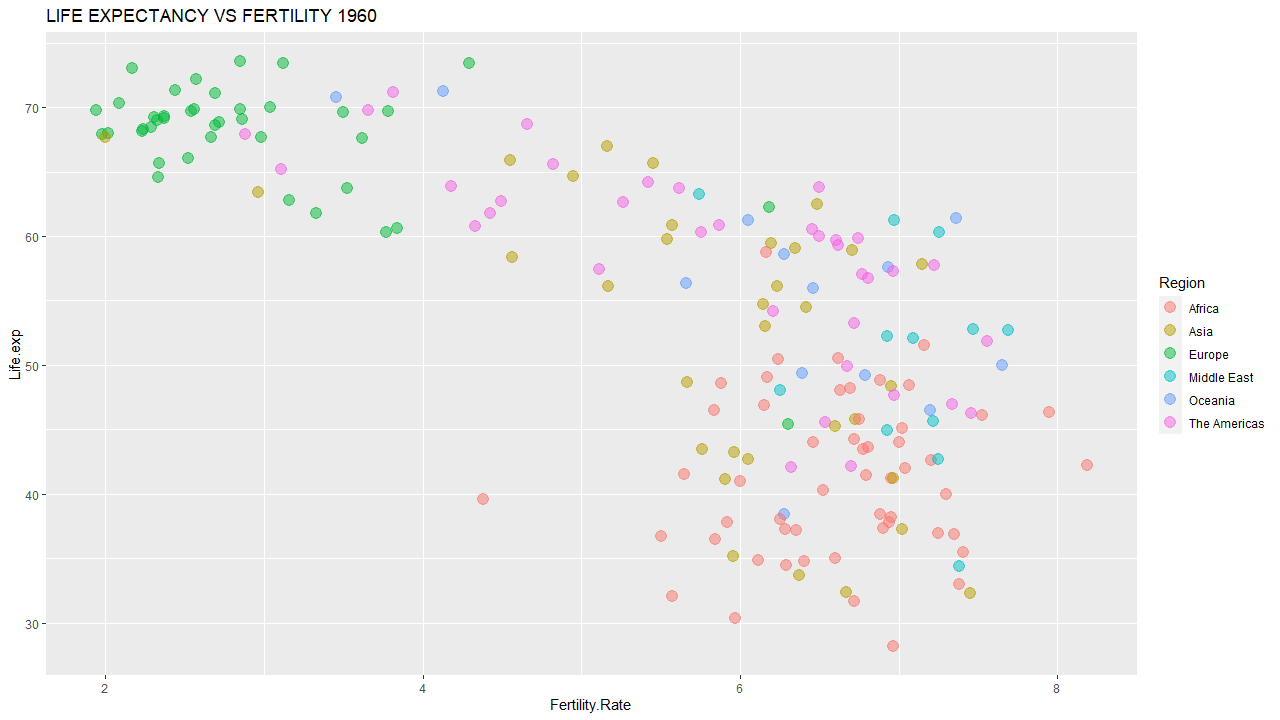 LIFE EXPECTANCY VS FERTILITY 1960
70
60
50
40
30
Life.exp
2 4 6 8
Fertility.Rate
Region
Africa
Asia
Europe
Middle East
Oceania
The Americas